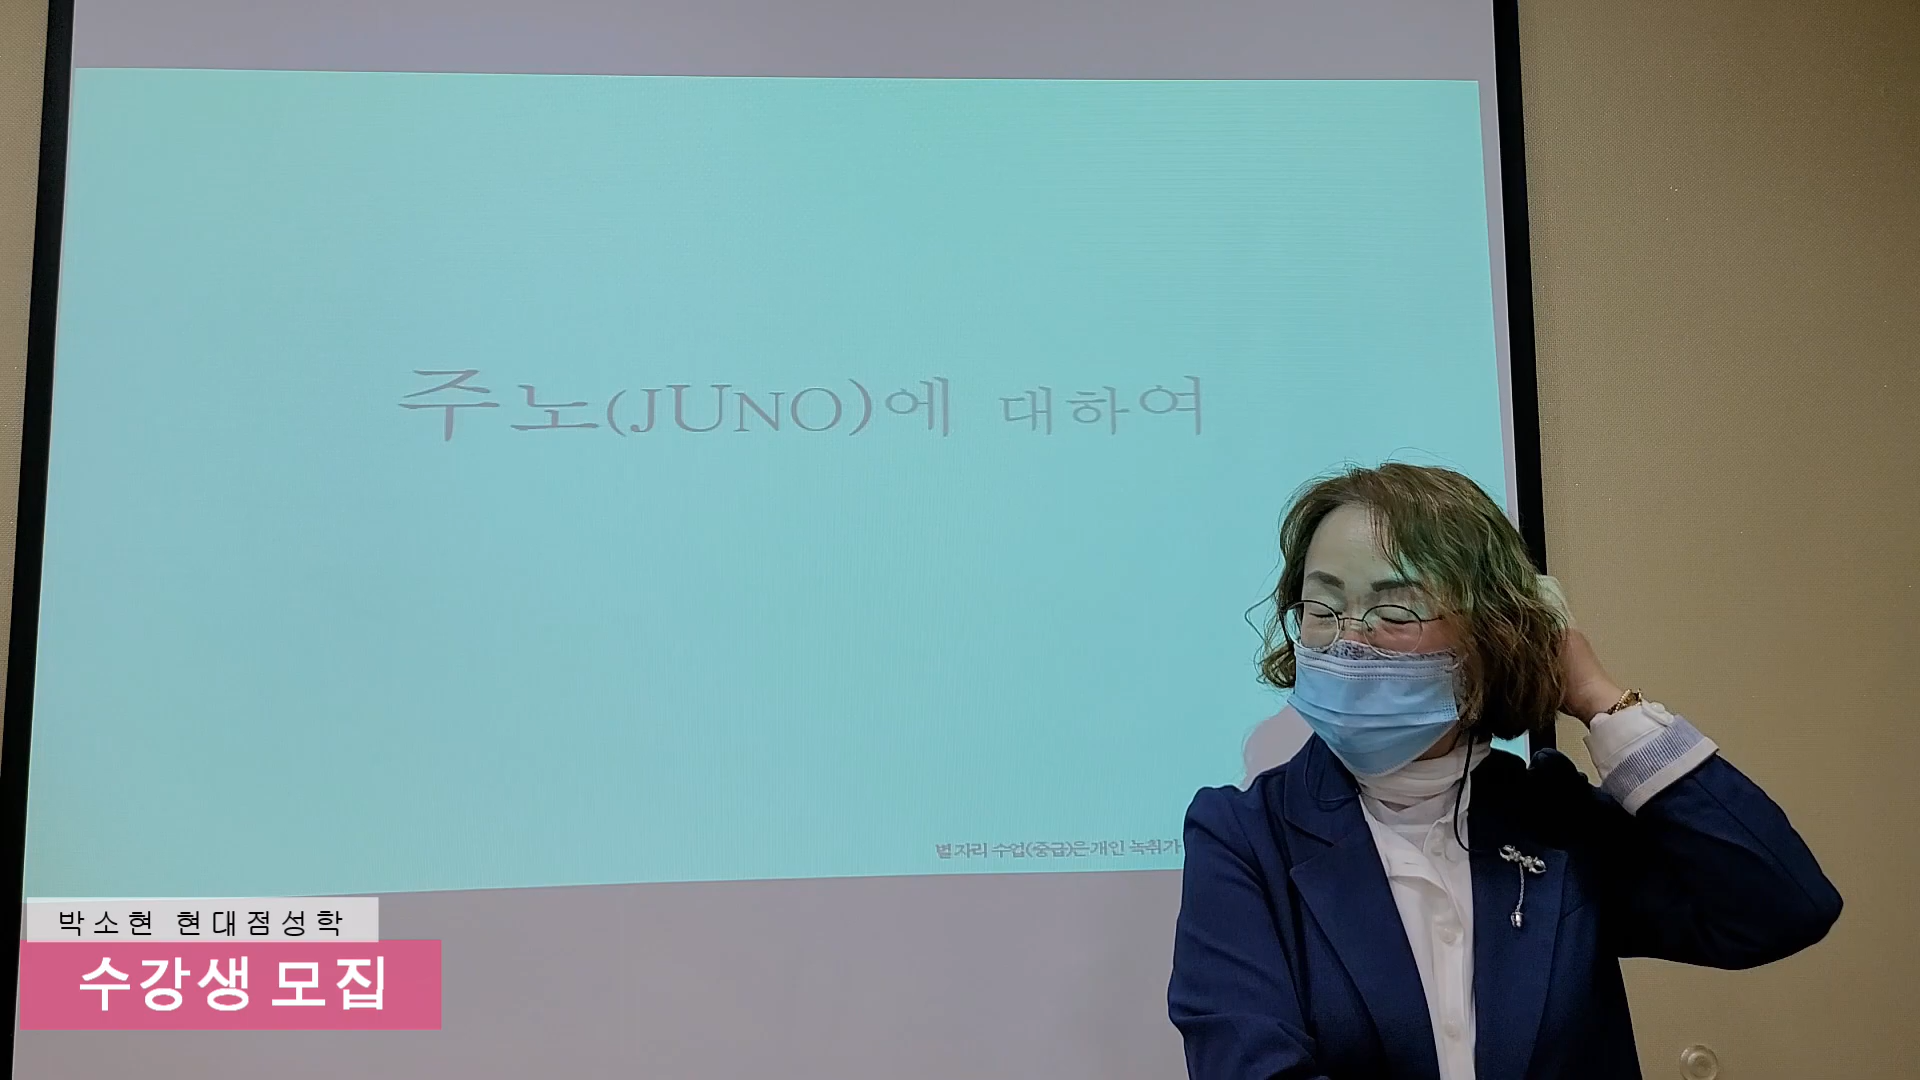 주노(JUNO)에 대하여
별자리 수업(중급)은 개인 녹취가
박소현 현대점성학
수강생 모집